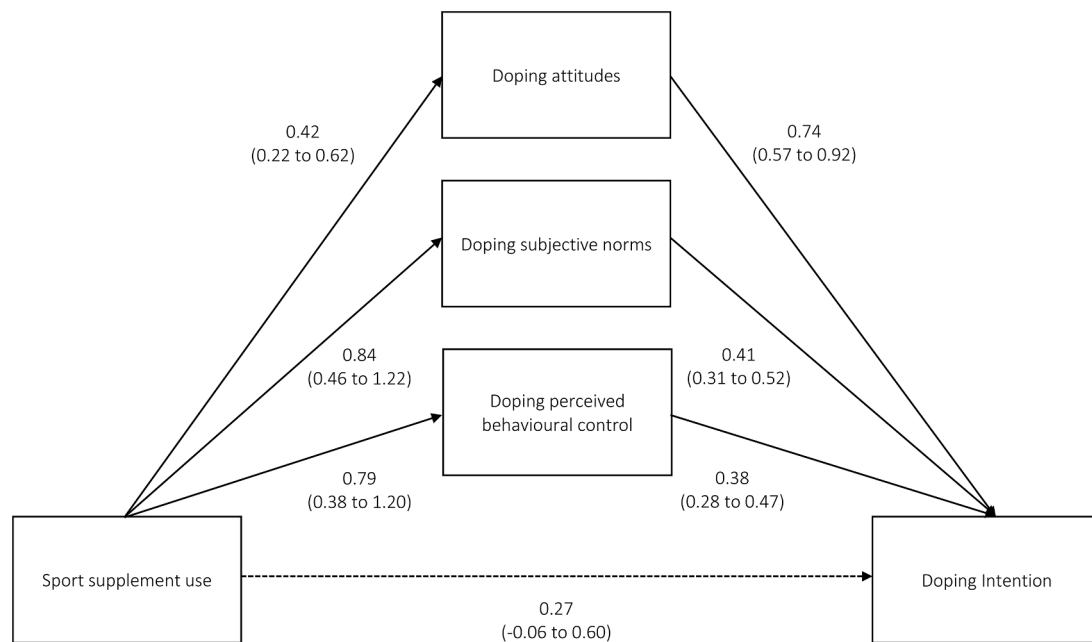 Doping attitudes
0.42
(0.22 to 0.62)
0.74
(0.57 to 0.92)
Doping subjective norms
0.84
(0.46 to 1.22)
0.41
(0.31 to 0.52)
Doping perceived
behavioural control
0.79
(0.38 to 1.20)
0.38
(0.28 to 0.47)
Sport supplement use
Doping Intention
0.27
(-0.06 to 0.60)